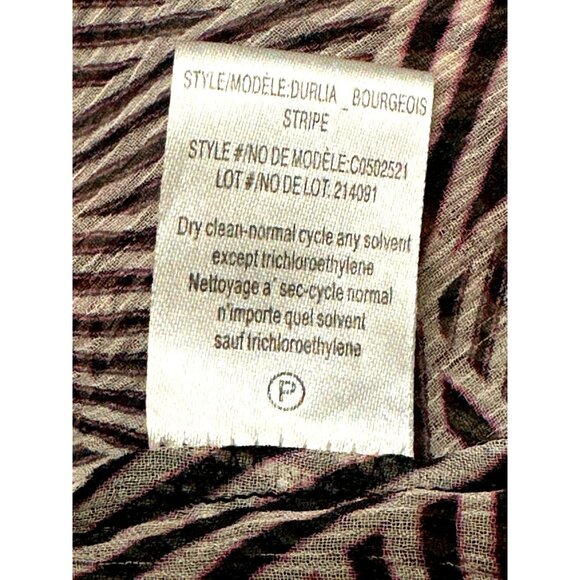 STYLE/MODÈLE:DURLIA _ BOURGEOIS
STRIPE
STYLE #/NO DE MODÈLE:C0502521
LOT #/NO DE LOT: 214091
Dry clean-normal cycle any solvent
except trichloroethylene
Nettoyage a' sec-cycle normal
n'importe quel solvent
sauf trichloroethylene
P